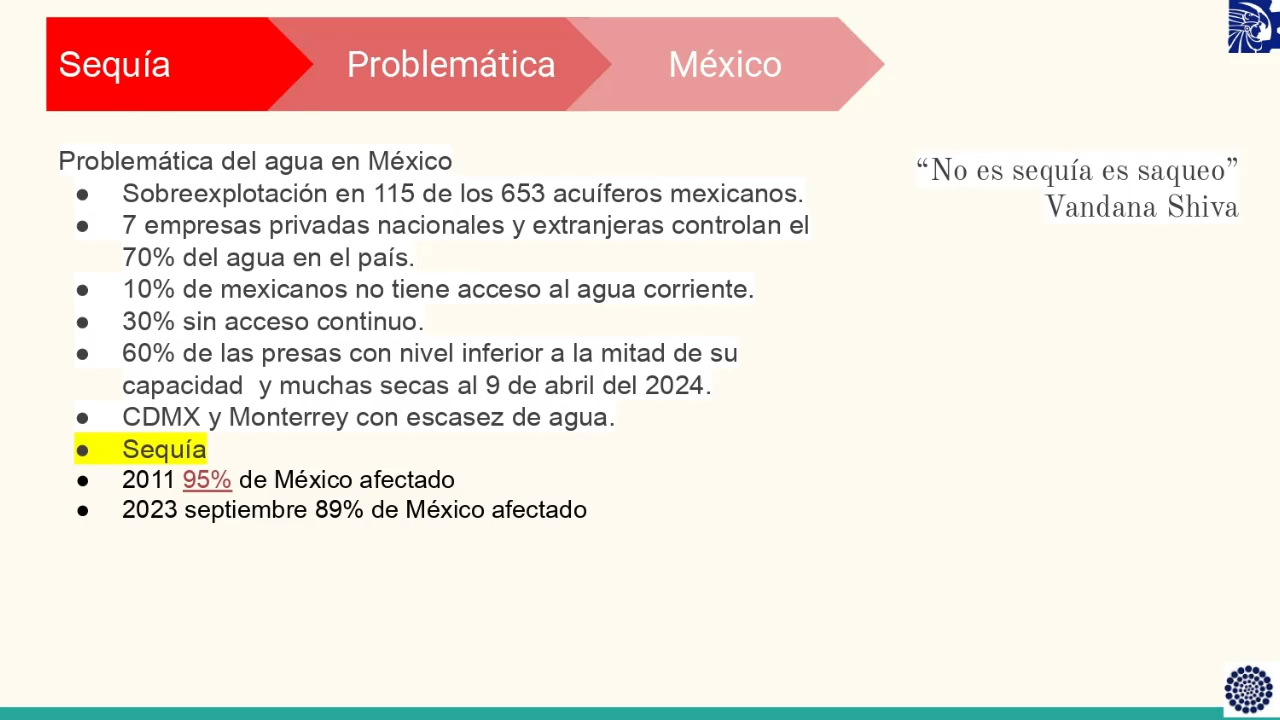 Sequía
Problemática
México
Problemática del agua en México
● Sobreexplotación en 115 de los 653 acuíferos mexicanos.
● 7 empresas privadas nacionales y extranjeras controlan el
70% del agua en el país.
● 10% de mexicanos no tiene acceso al agua corriente.
● 30% sin acceso continuo.
● 60% de las presas con nivel inferior a la mitad de su
capacidad  y muchas secas al 9 de abril del 2024.
● CDMX y Monterrey con escasez de agua.
● Sequía
● 2011 95% de México afectado
● 2023 septiembre 89% de México afectado
“No es sequía es saqueo”
Vandana Shiva